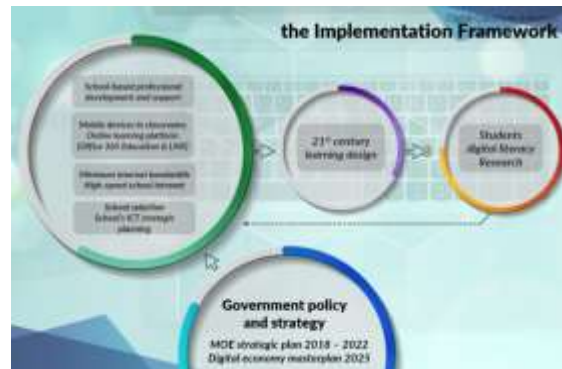 the Implementation Framework
School-based professional
development and support
Mobile devices in classrooms
Online learning platform
(Office 365 Education & LMS)
Minimum internet bandwidth
High speed school intranet
School selection
School's ICT strategic
planning
21st century
learning design
Students
digital literacy
Research
Government policy
and strategy
MOE strategic plan 2018 – 2022
Digital economy masterplan 2025